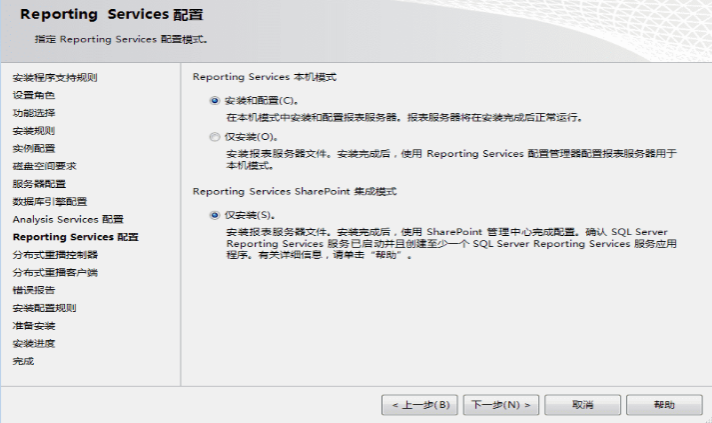 Reporting  Services 配置
指定 Reporting Services 配置模式。
安装程序支持规则
设置角色
功能选择
安装规则
实例配置
磁盘空间要求
服务器配置
数据库引擎配置
Analysis Services 配置
Reporting Services 配置
分布式重播控制器
分布式重播客户端
错误报告
安装配置规则
准备安装
安装进度
完成
Reporting Services 本机模式
安装和配置(C)。
在本机模式中安装和配置报表服务器。报表服务器将在安装完成后正常运行。
仅安装(O)。
安装报表服务器文件。安装完成后，使用 Reporting Services 配置管理器配置报表服务器用于
本机模式。
Reporting Services SharePoint 集成模式
仅安装(S)。
安装报表服务器文件。安装完成后，使用 SharePoint 管理中心完成配置。确认 SQL Server
Reporting Services 服务已启动并且创建至少一个 SQL Server Reporting Services 服务应用
程序。有关详细信息，请单击“帮助”。
< 上一步(B)
下一步(N) >
取消
帮助